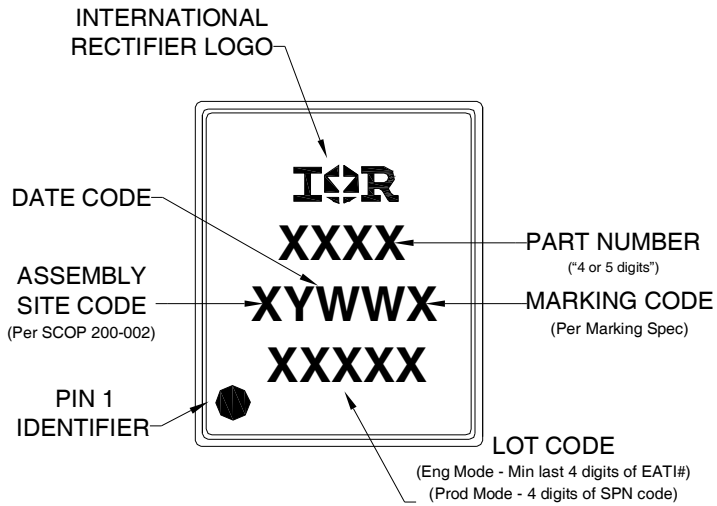 INTERNATIONAL
RECTIFIER LOGO
IOR
DATE CODE
XXXX
PART NUMBER
(“4 or 5 digits”)
ASSEMBLY
SITE CODE
(Per SCOP 200-002)
XYWWX
MARKING CODE
(Per Marking Spec)
XXXXX
PIN 1
IDENTIFIER
LOT CODE
(Eng Mode - Min last 4 digits of EATI#)
(Prod Mode - 4 digits of SPN code)